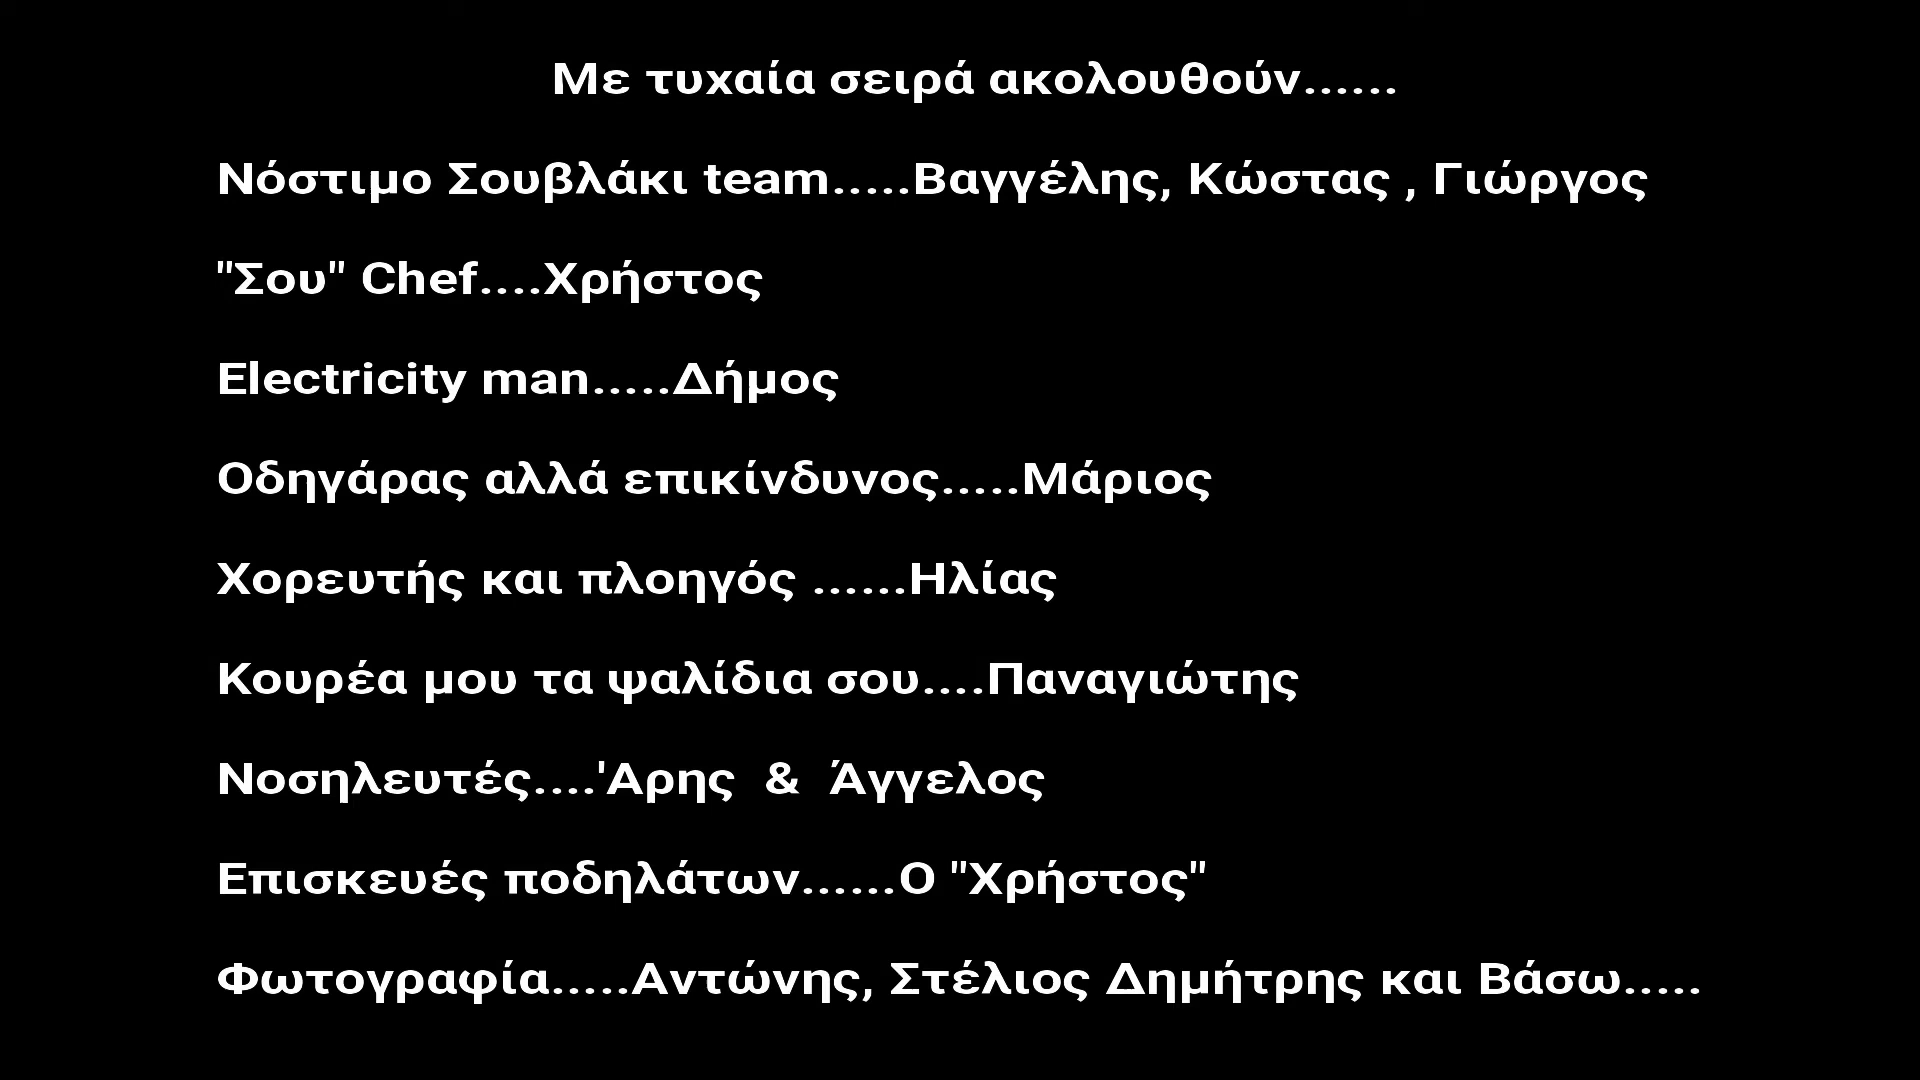 Με τυχαία σειρά ακολουθούν......
Νόστιμο Σουβλάκι team.....Βαγγέλης, Κώστας , Γιώργος
"Σου" Chef....Χρήστος
Electricity man.....Δήμος
Οδηγάρας αλλά επικίνδυνος.....Μάριος
Χορευτής και πλοηγός ......Ηλίας
Κουρέα μου τα ψαλίδια σου....Παναγιώτης
Νοσηλευτές....'Αρης  &  Άγγελος
Επισκευές ποδηλάτων......Ο "Χρήστος"
Φωτογραφία.....Αντώνης, Στέλιος Δημήτρης και Βάσω.....